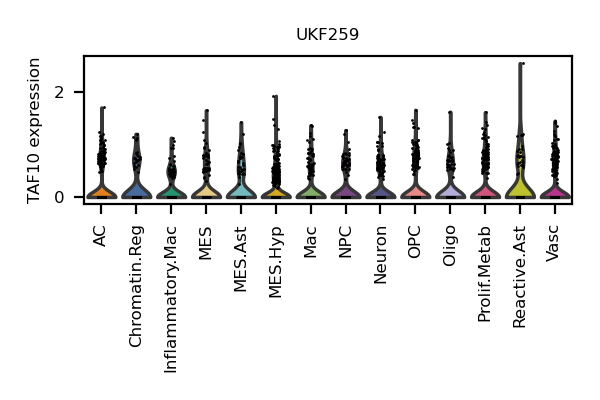 UKF259
TAF10 expression
2
0
AC
Chromatin.Reg
Inflammatory.Mac
MES
MES.Ast
MES.Hyp
Mac
NPC
Neuron
OPC
Oligo
Prolif.Metab
Reactive.Ast
Vasc